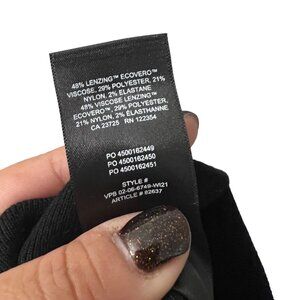 48% LENZING™ ECOVERO™
VISCOSE, 29% POLYESTER, 21%
NYLON, 2% ELASTANE
48% VISCOSE LENZING™
ECOVERO™, 29% POLYESTER,
21% NYLON, 2% ÉLASTHANNE
CA 23725 RN 122354
PO 4500162449
PO 4500162450
PO 4500162451
STYLE #
VPS 02-06-6749-WI21
ARTICLE # 82637